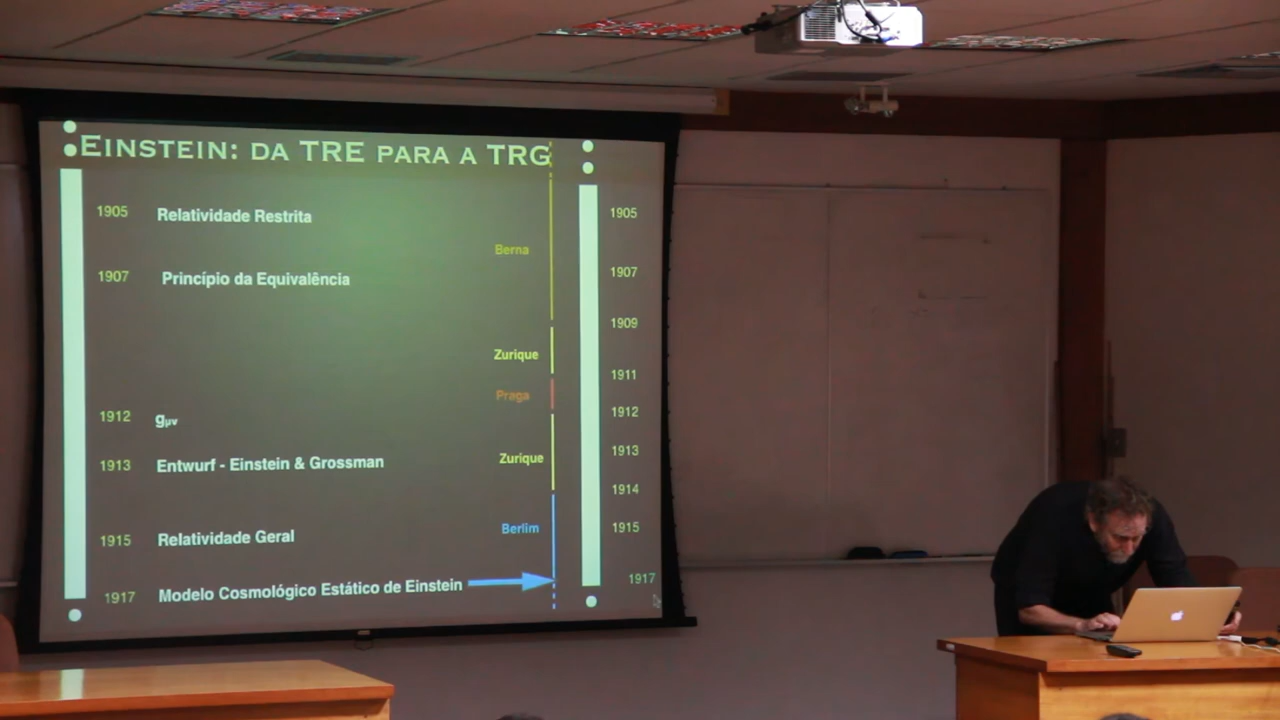 EINSTEIN: DA TRE PARA A TRG
1905 Relatividade Restrita 1905
Berna
1907 Princípio da Equivalência 1907
1909
Zurique
1911
Praga
1912 gμν 1912
1913 Entwurf - Einstein & Grossman Zurique 1913
1914
1915 Relatividade Geral Berlim 1915
1917 Modelo Cosmológico Estático de Einstein 1917